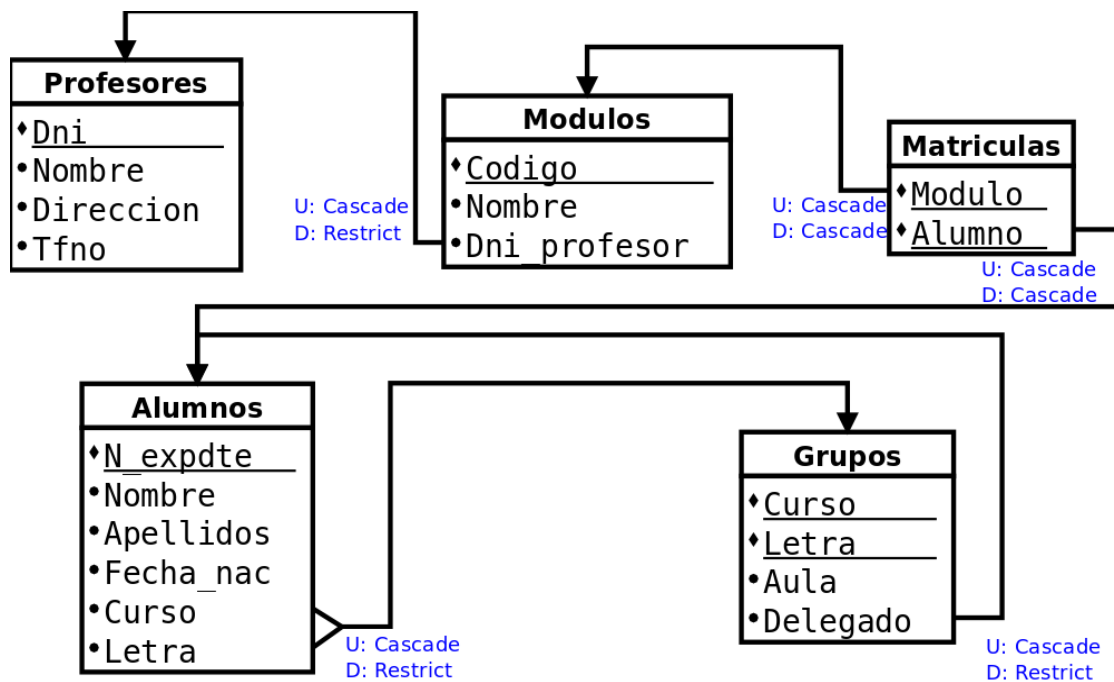 Profesores
Dni
Nombre
Direccion
Tfno
U: Cascade
D: Restrict
Modulos
Codigo
Nombre
Dni_profesor
U: Cascade
D: Cascade
Matriculas
Modulo
Alumno
U: Cascade
D: Cascade
Alumnos
N_expdte
Nombre
Apellidos
Fecha_nac
Curso
Letra
U: Cascade
D: Restrict
Grupos
Curso
Letra
Aula
Delegado
U: Cascade
D: Restrict